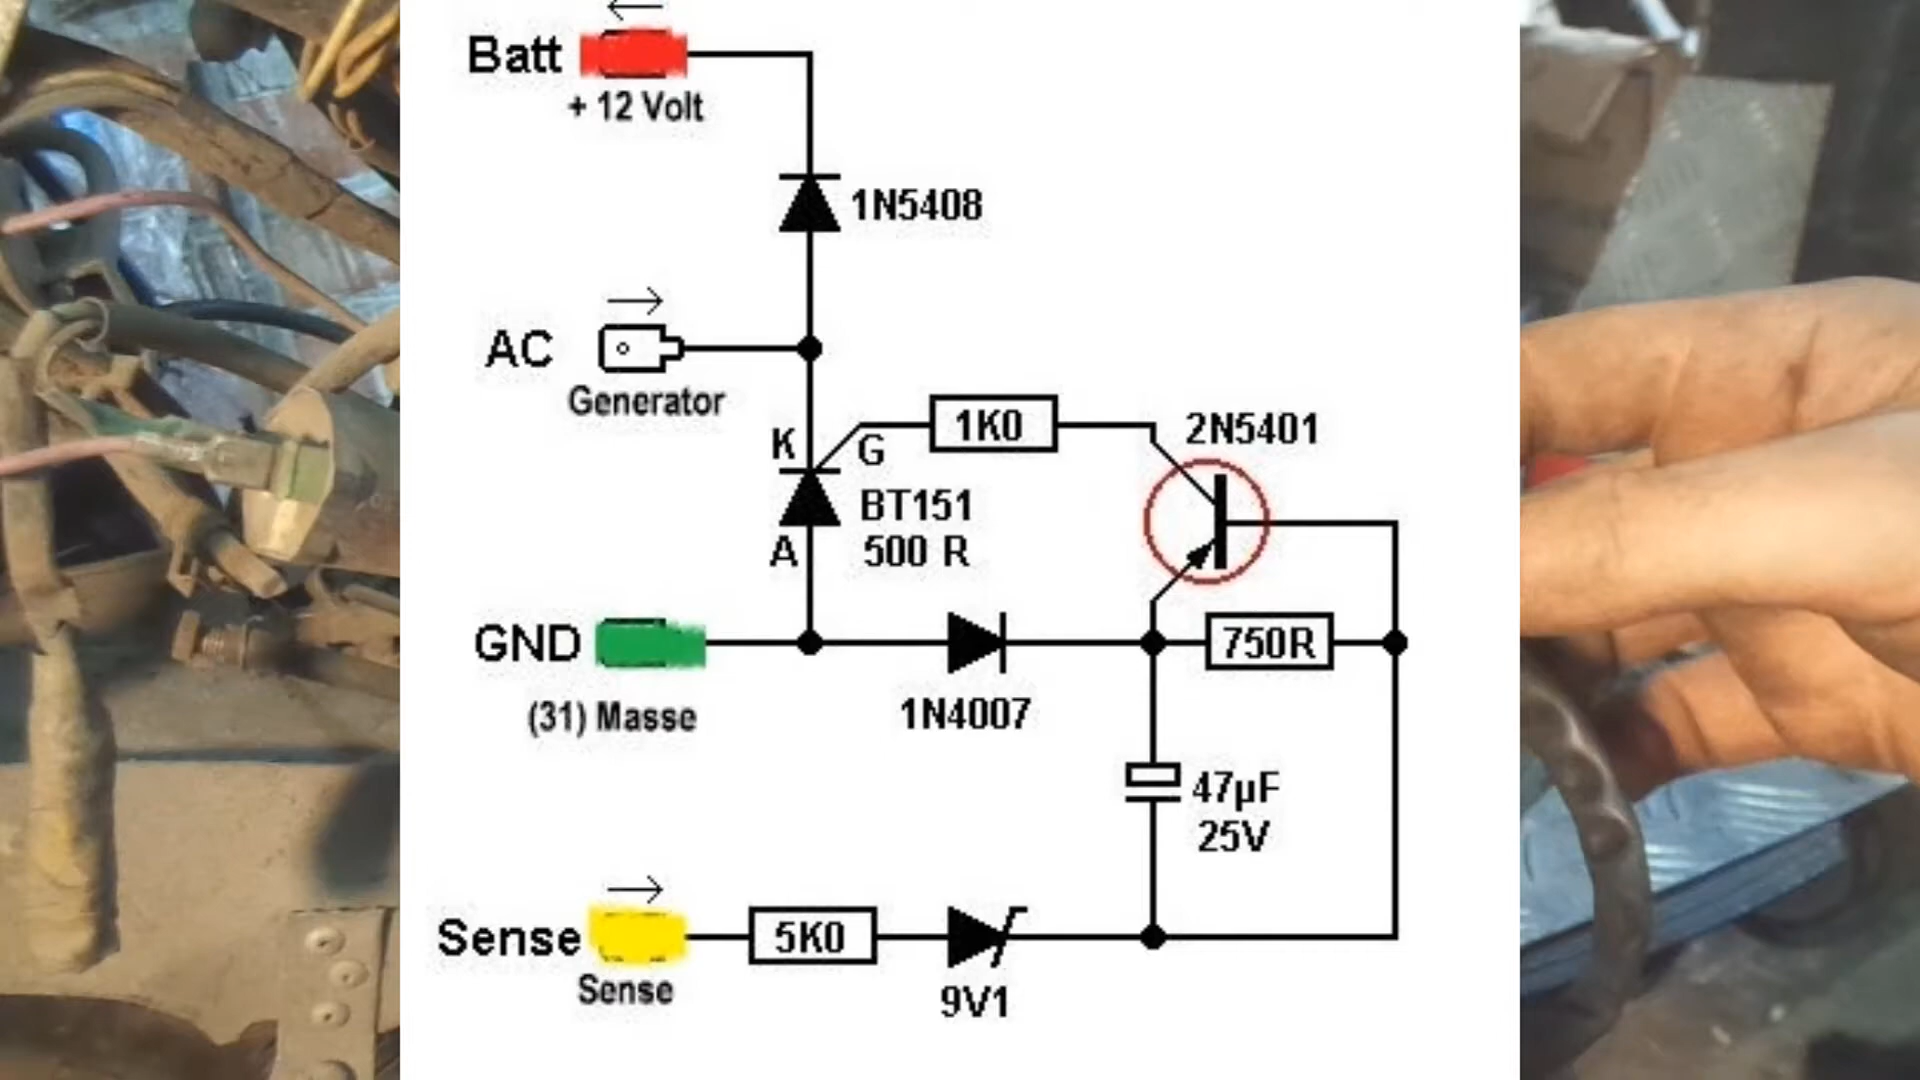 Batt
+ 12 Volt
1N5408
AC
Generator
K
G
1K0
2N5401
BT151
500 R
A
GND
750R
(31) Masse
1N4007
47µF
25V
Sense
5K0
Sense
9V1